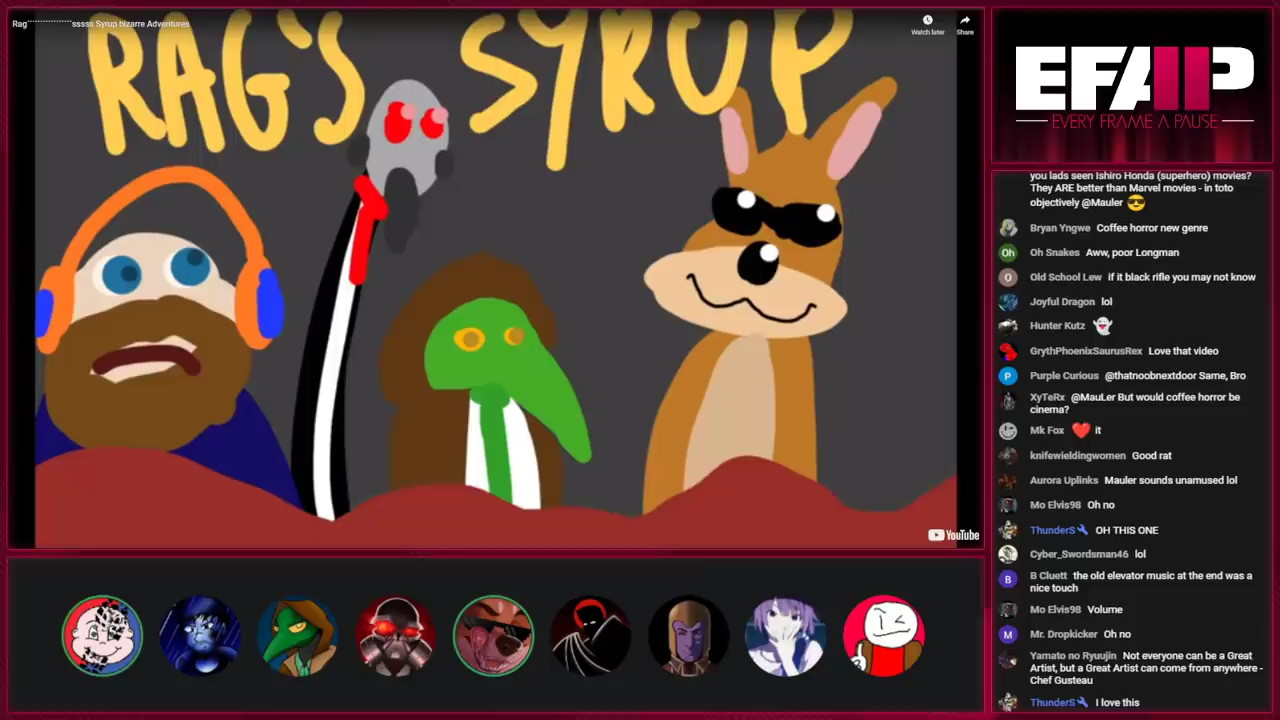 Rag'''''''''''''''''''''sssss Syrup bizarre Adventures
Watch later
Share
RAG'S SYRUP
YouTube
EFAP
EVERY FRAME A PAUSE
you lads seen Ishiro Honda (superhero) movies?
They ARE better than Marvel movies - in toto
objectively @Mauler 😎
Bryan Yngwe Coffee horror new genre
Oh
Oh Snakes Aww, poor Longman
O
Old School Lew if it black rifle you may not know
Joyful Dragon lol
Hunter Kutz 👻
GrythPhoenixSaurusRex Love that video
P
Purple Curious @thatnoobnextdoor Same, Bro
XyTeRx @MauLer But would coffee horror be
cinema?
Mk Fox ❤️ it
knifewieldingwomen Good rat
Aurora Uplinks Mauler sounds unamused lol
Mo Elvis98 Oh no
ThunderS OH THIS ONE
Cyber_Swordsman46 lol
B
B Cluett the old elevator music at the end was a
nice touch
Mo Elvis98 Volume
M
Mr. Dropkicker Oh no
Yamato no Ryuujin Not everyone can be a Great
Artist, but a Great Artist can come from anywhere -
Chef Gusteau
ThunderS I love this